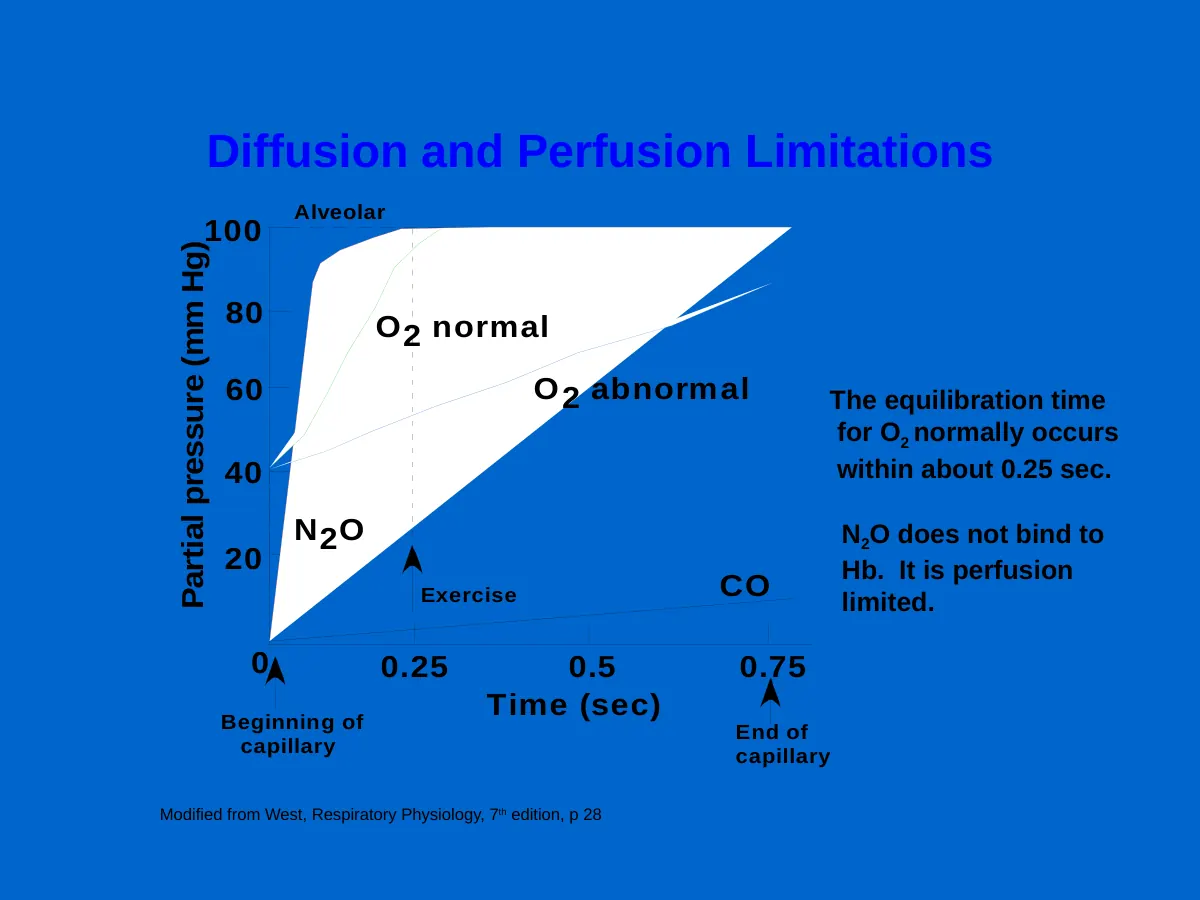 Diffusion and Perfusion Limitations
Alveolar
100
80
60
40
20
0
Partial pressure (mm Hg)
O2 normal
O2 abnormal
N2O
Exercise
CO
0.25
0.5
0.75
Time (sec)
Beginning of
capillary
End of
capillary
The equilibration time
for O2 normally occurs
within about 0.25 sec.
N2O does not bind to
Hb. It is perfusion
limited.
Modified from West, Respiratory Physiology, 7th edition, p 28